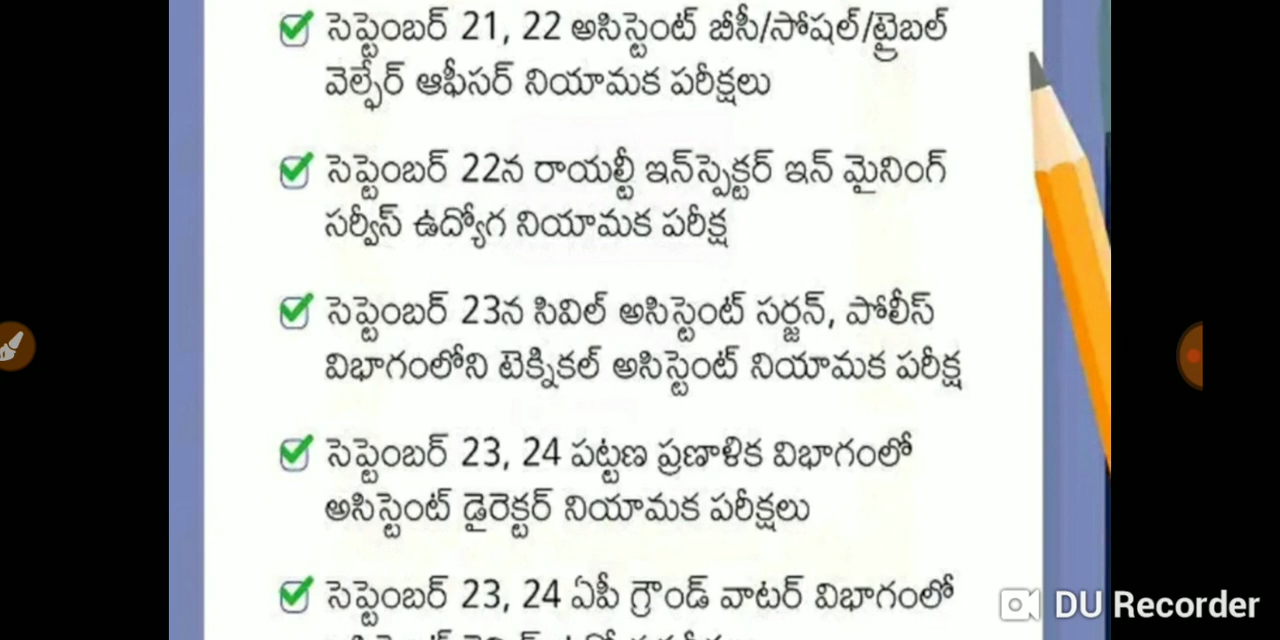 సెప్టెంబర్ 21, 22 అసిస్టెంట్ బీసీ/సోషల్/ట్రైబల్
వెల్ఫేర్ ఆఫీసర్ నియామక పరీక్షలు
సెప్టెంబర్ 22న రాయల్టీ ఇన్‌స్పెక్టర్ ఇన్ మైనింగ్
సర్వీస్ ఉద్యోగ నియామక పరీక్ష
సెప్టెంబర్ 23న సివిల్ అసిస్టెంట్ సర్జన్, పోలీస్
విభాగంలోని టెక్నికల్ అసిస్టెంట్ నియామక పరీక్ష
సెప్టెంబర్ 23, 24 పట్టణ ప్రణాళిక విభాగంలో
అసిస్టెంట్ డైరెక్టర్ నియామక పరీక్షలు
సెప్టెంబర్ 23, 24 ఏపీ గ్రౌండ్ వాటర్ విభాగంలో
DU Recorder